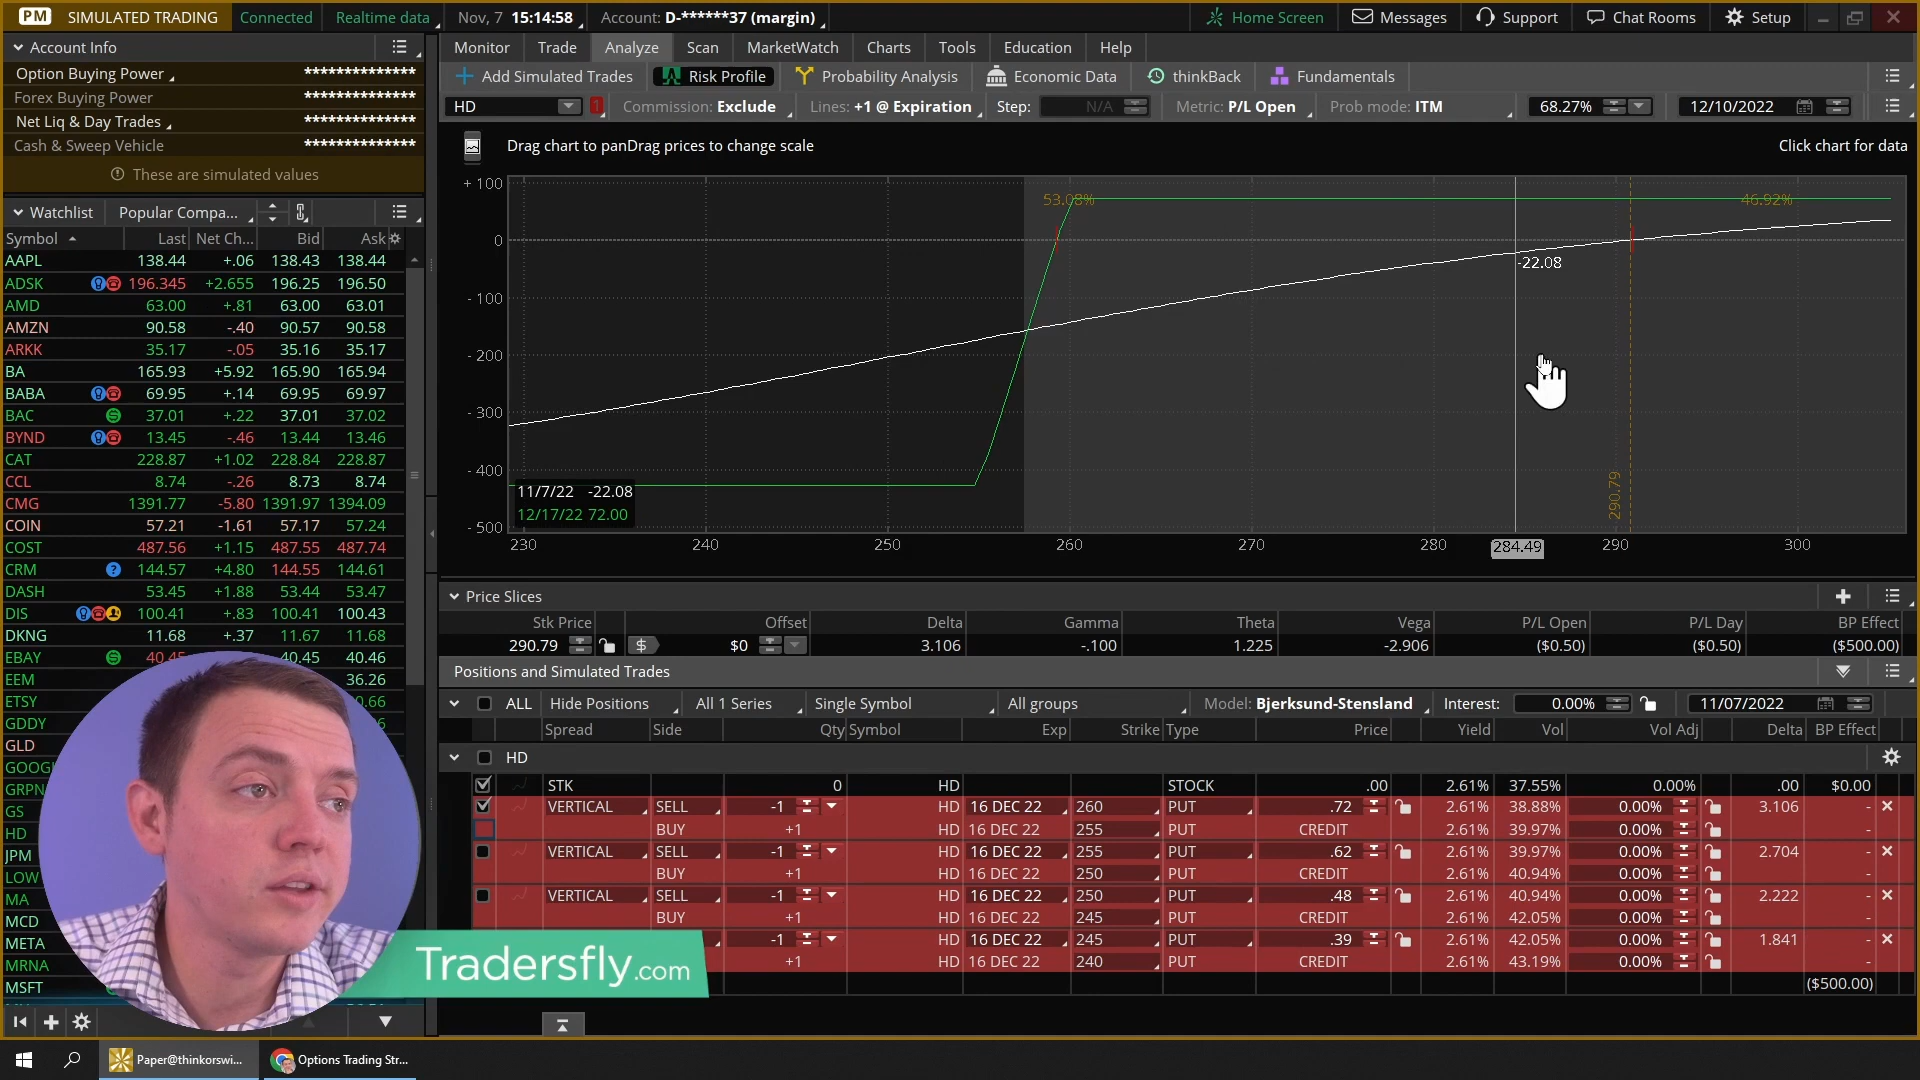 PM SIMULATED TRADING Connected Realtime data Nov, 7 15:14:58 Account: D-******37 (margin) Home Screen Messages Support Chat Rooms Setup
Account Info
Option Buying Power **************
Forex Buying Power **************
Net Liq & Day Trades **************
Cash & Sweep Vehicle **************
These are simulated values
Watchlist Popular Compa...
Symbol Last Net Ch... Bid Ask
AAPL 138.44 +.06 138.43 138.44
ADSK 196.345 +2.655 196.25 196.50
AMD 63.00 +.81 63.00 63.01
AMZN 90.58 -.40 90.57 90.58
ARKK 35.17 -.05 35.16 35.17
BA 165.93 +5.92 165.90 165.94
BABA 69.95 +.14 69.95 69.97
BAC 37.01 +.22 37.01 37.02
BYND 13.45 -.46 13.44 13.46
CAT 228.87 +1.02 228.84 228.87
CCL 8.74 -.26 8.73 8.74
CMG 1391.77 -5.80 1391.97 1394.09
COIN 57.21 -1.61 57.17 57.24
COST 487.56 +1.15 487.55 487.74
CRM 144.57 +4.80 144.55 144.61
DASH 53.45 +1.88 53.44 53.47
DIS 100.41 +.83 100.41 100.43
DKNG 11.68 +.37 11.67 11.68
EBAY 40.45 40.45 40.46
EEM 36.26
ETSY
GDDY
GLD
GOOG
GRPN
GS
HD
JPM
LOW
MA
MCD
META
MRNA
MSFT
Monitor Trade Analyze Scan MarketWatch Charts Tools Education Help
Add Simulated Trades Risk Profile Probability Analysis Economic Data thinkBack Fundamentals
HD 1 Commission: Exclude Lines: +1 @ Expiration Step: N/A Metric: P/L Open Prob mode: ITM 68.27% 12/10/2022
Drag chart to panDrag prices to change scale Click chart for data
+ 100
0
- 100
- 200
- 300
- 400
- 500
53.08% 46.92%
-22.08
290.79
11/7/22 -22.08
12/17/22 72.00
230 240 250 260 270 280 284.49 290 300
Price Slices
Stk Price Offset Delta Gamma Theta Vega P/L Open P/L Day BP Effect
290.79 $ $0 3.106 -.100 1.225 -2.906 ($0.50) ($0.50) ($500.00)
Positions and Simulated Trades
ALL Hide Positions All 1 Series Single Symbol All groups Model: Bjerksund-Stensland Interest: 0.00% 11/07/2022
Spread Side Qty Symbol Exp Strike Type Price Yield Vol Vol Adj Delta BP Effect
HD
STK 0 HD STOCK .00 2.61% 37.55% 0.00% .00 $0.00
VERTICAL SELL -1 HD 16 DEC 22 260 PUT .72 2.61% 38.88% 0.00% 3.106 -
BUY +1 HD 16 DEC 22 255 PUT CREDIT 2.61% 39.97% 0.00% -
VERTICAL SELL -1 HD 16 DEC 22 255 PUT .62 2.61% 39.97% 0.00% 2.704 -
BUY +1 HD 16 DEC 22 250 PUT CREDIT 2.61% 40.94% 0.00% -
VERTICAL SELL -1 HD 16 DEC 22 250 PUT .48 2.61% 40.94% 0.00% 2.222 -
BUY +1 HD 16 DEC 22 245 PUT CREDIT 2.61% 42.05% 0.00% -
-1 HD 16 DEC 22 245 PUT .39 2.61% 42.05% 0.00% 1.841 -
+1 HD 16 DEC 22 240 PUT CREDIT 2.61% 43.19% 0.00% -
($500.00)
Tradersfly.com
Paper@thinkorswi... Options Trading Str...